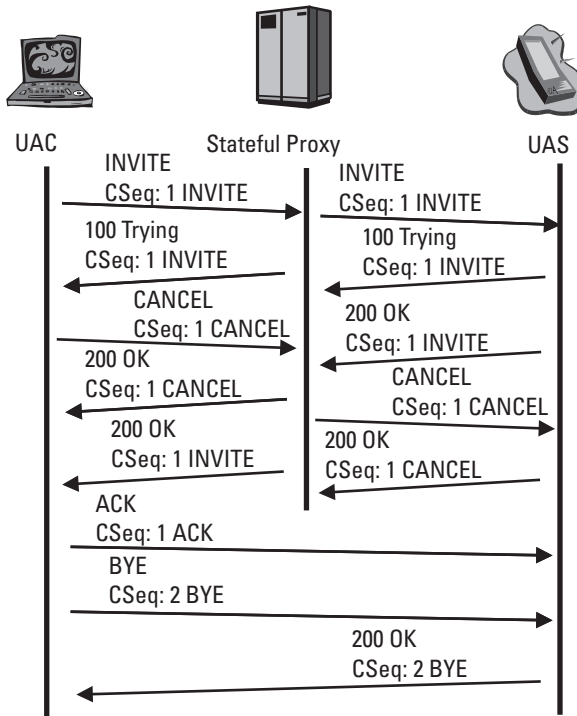 UAC
Stateful Proxy
UAS
INVITE
CSeq: 1 INVITE
INVITE
CSeq: 1 INVITE
100 Trying
CSeq: 1 INVITE
100 Trying
CSeq: 1 INVITE
CANCEL
CSeq: 1 CANCEL
200 OK
CSeq: 1 INVITE
200 OK
CSeq: 1 CANCEL
CANCEL
CSeq: 1 CANCEL
200 OK
CSeq: 1 INVITE
200 OK
CSeq: 1 CANCEL
ACK
CSeq: 1 ACK
BYE
CSeq: 2 BYE
200 OK
CSeq: 2 BYE